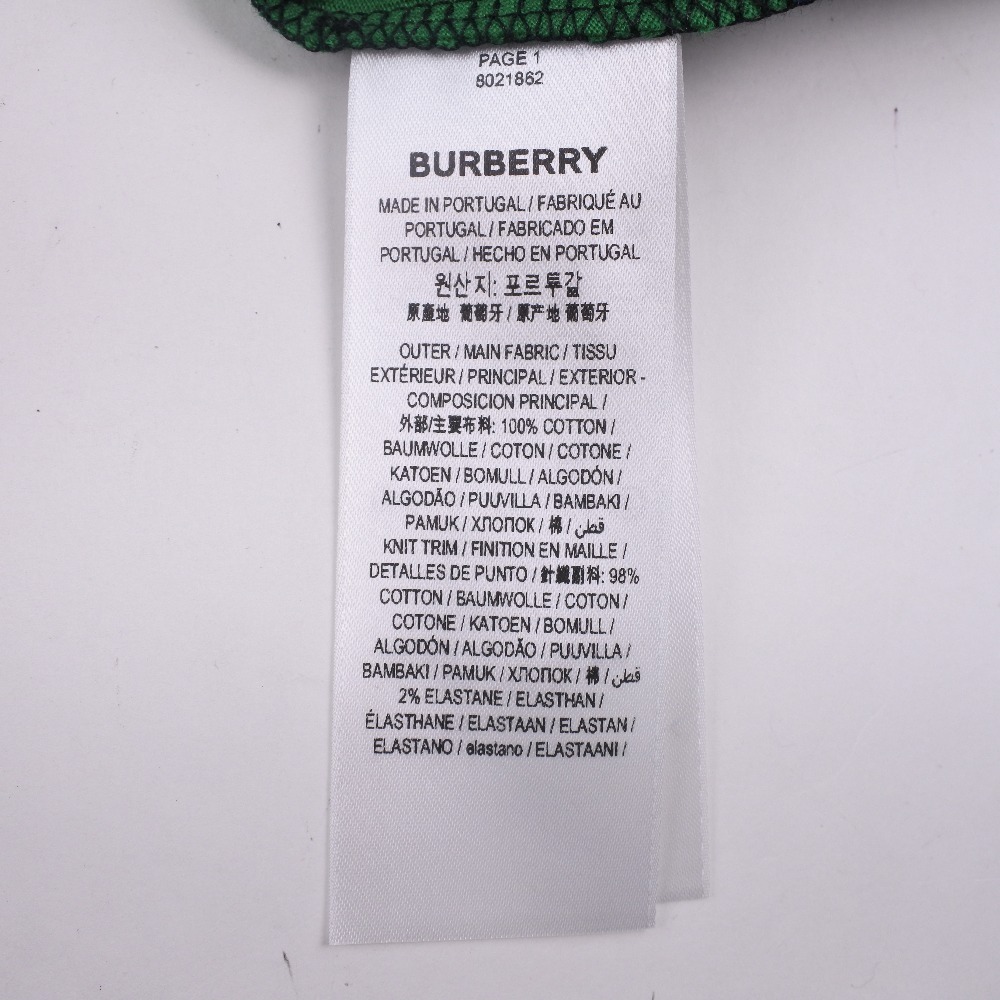 PAGE 1
8021862
BURBERRY
MADE IN PORTUGAL / FABRIQUÉ AU
PORTUGAL / FABRICADO EM
PORTUGAL / HECHO EN PORTUGAL
원산지: 포르투갈
原產地 葡萄牙 / 原产地 葡萄牙
OUTER / MAIN FABRIC / TISSU
EXTÉRIEUR / PRINCIPAL / EXTERIOR -
COMPOSICION PRINCIPAL /
外部/主要布料: 100% COTTON /
BAUMWOLLE / COTON / COTONE /
KATOEN / BOMULL / ALGODÓN /
ALGODÃO / PUUVILLA / BAMBAKI /
PAMUK / ХЛОПОК / 棉 / قطن
KNIT TRIM / FINITION EN MAILLE /
DETALLES DE PUNTO / 針織副料: 98%
COTTON / BAUMWOLLE / COTON /
COTONE / KATOEN / BOMULL /
ALGODÓN / ALGODÃO / PUUVILLA /
BAMBAKI / PAMUK / ХЛОПОК / 棉 / قطن
2% ELASTANE / ELASTHAN /
ÉLASTHANE / ELASTAAN / ELASTAN /
ELASTANO / elastano / ELASTAANI /